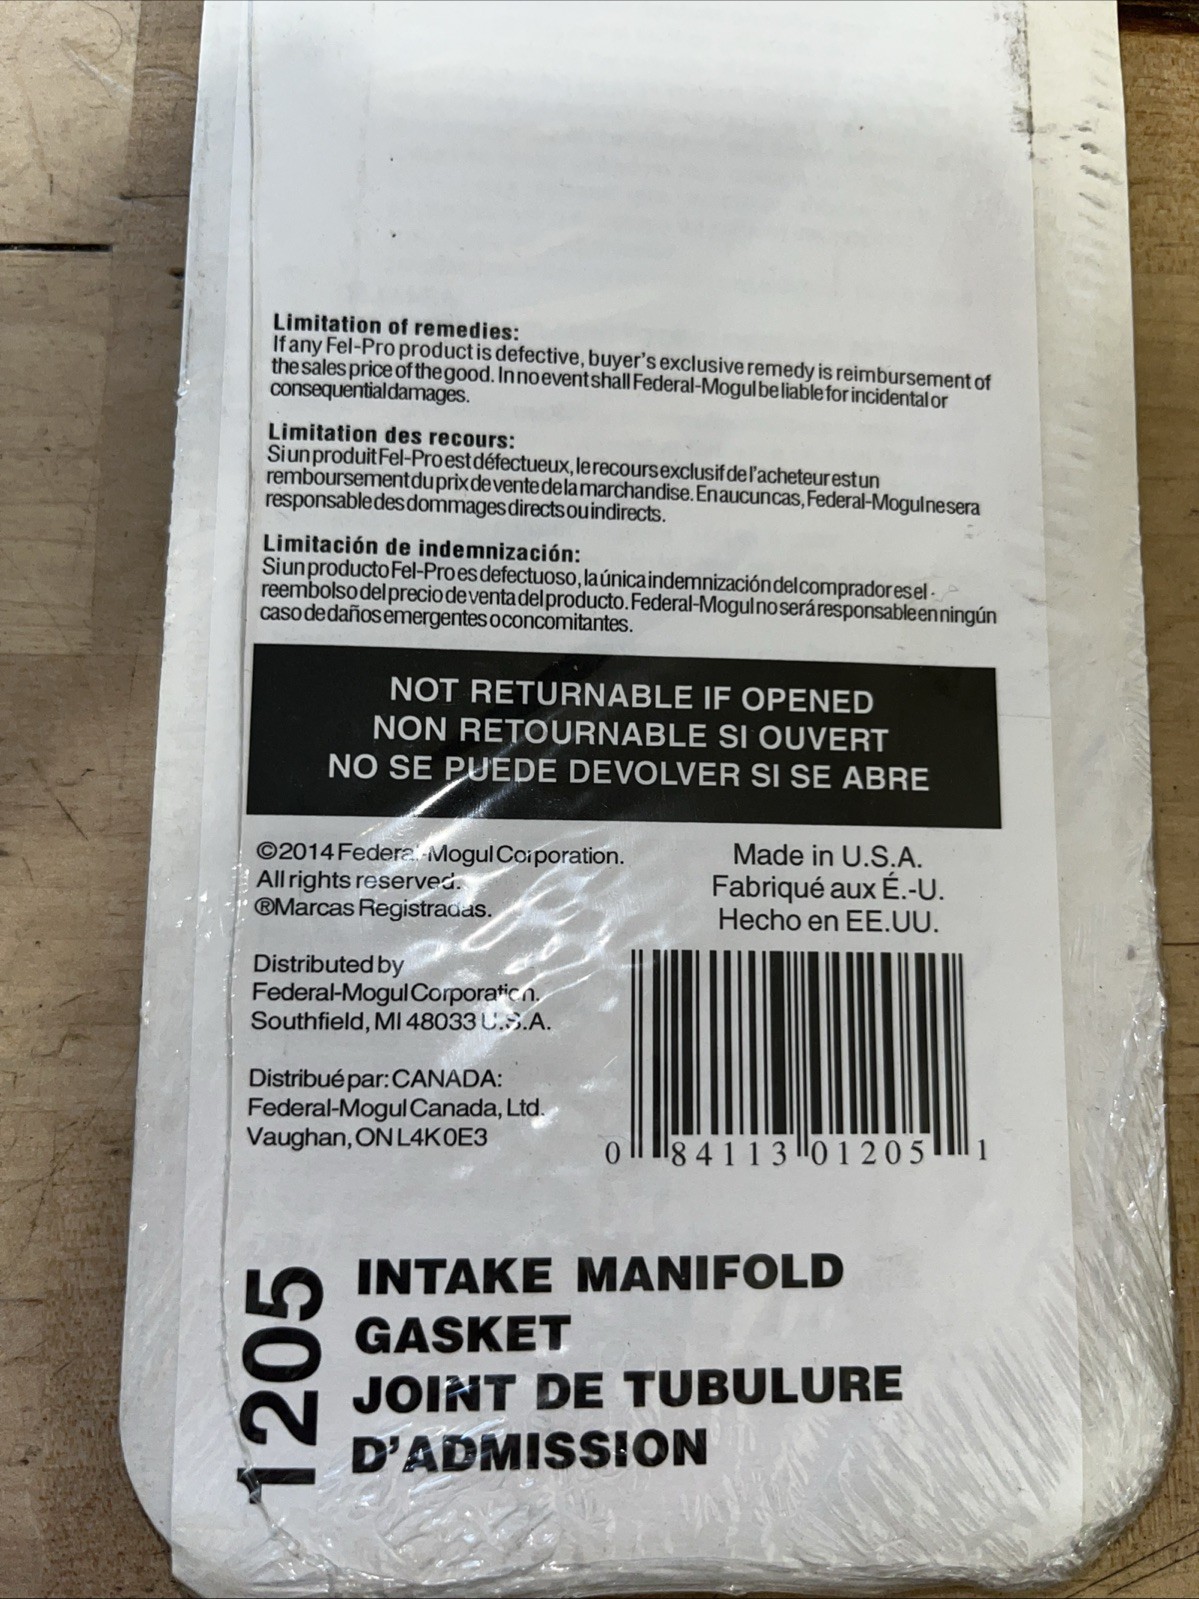 Limitation of remedies:
If any Fel-Pro product is defective, buyer's exclusive remedy is reimbursement of
the sales price of the good. In no event shall Federal-Mogul be liable for incidental or
consequential damages.
Limitation des recours:
Si un produit Fel-Pro est défectueux, le recours exclusif de l'acheteur est un
remboursement du prix de vente de la marchandise. En aucun cas, Federal-Mogul ne sera
responsable des dommages directs ou indirects.
Limitación de indemnización:
Si un producto Fel-Pro es defectuoso, la única indemnización del comprador es el
reembolso del precio de venta del producto. Federal-Mogul no será responsable en ningún
caso de daños emergentes o concomitantes.
NOT RETURNABLE IF OPENED
NON RETOURNABLE SI OUVERT
NO SE PUEDE DEVOLVER SI SE ABRE
©2014 Federal-Mogul Corporation.
All rights reserved.
®Marcas Registradas.
Distributed by
Federal-Mogul Corporation.
Southfield, MI 48033 U.S.A.
Distribué par: CANADA:
Federal-Mogul Canada, Ltd.
Vaughan, ON L4K 0E3
Made in U.S.A.
Fabriqué aux É.-U.
Hecho en EE.UU.
0 84113 01205 1
1205
INTAKE MANIFOLD
GASKET
JOINT DE TUBULURE
D'ADMISSION